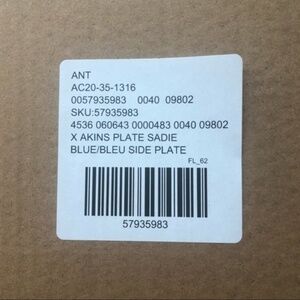 ANT
AC20-35-1316
0057935983 0040 09802
SKU:57935983
4536 060643 0000483 0040 09802
X AKINS PLATE SADIE
BLUE/BLEU SIDE PLATE
FL_62
57935983